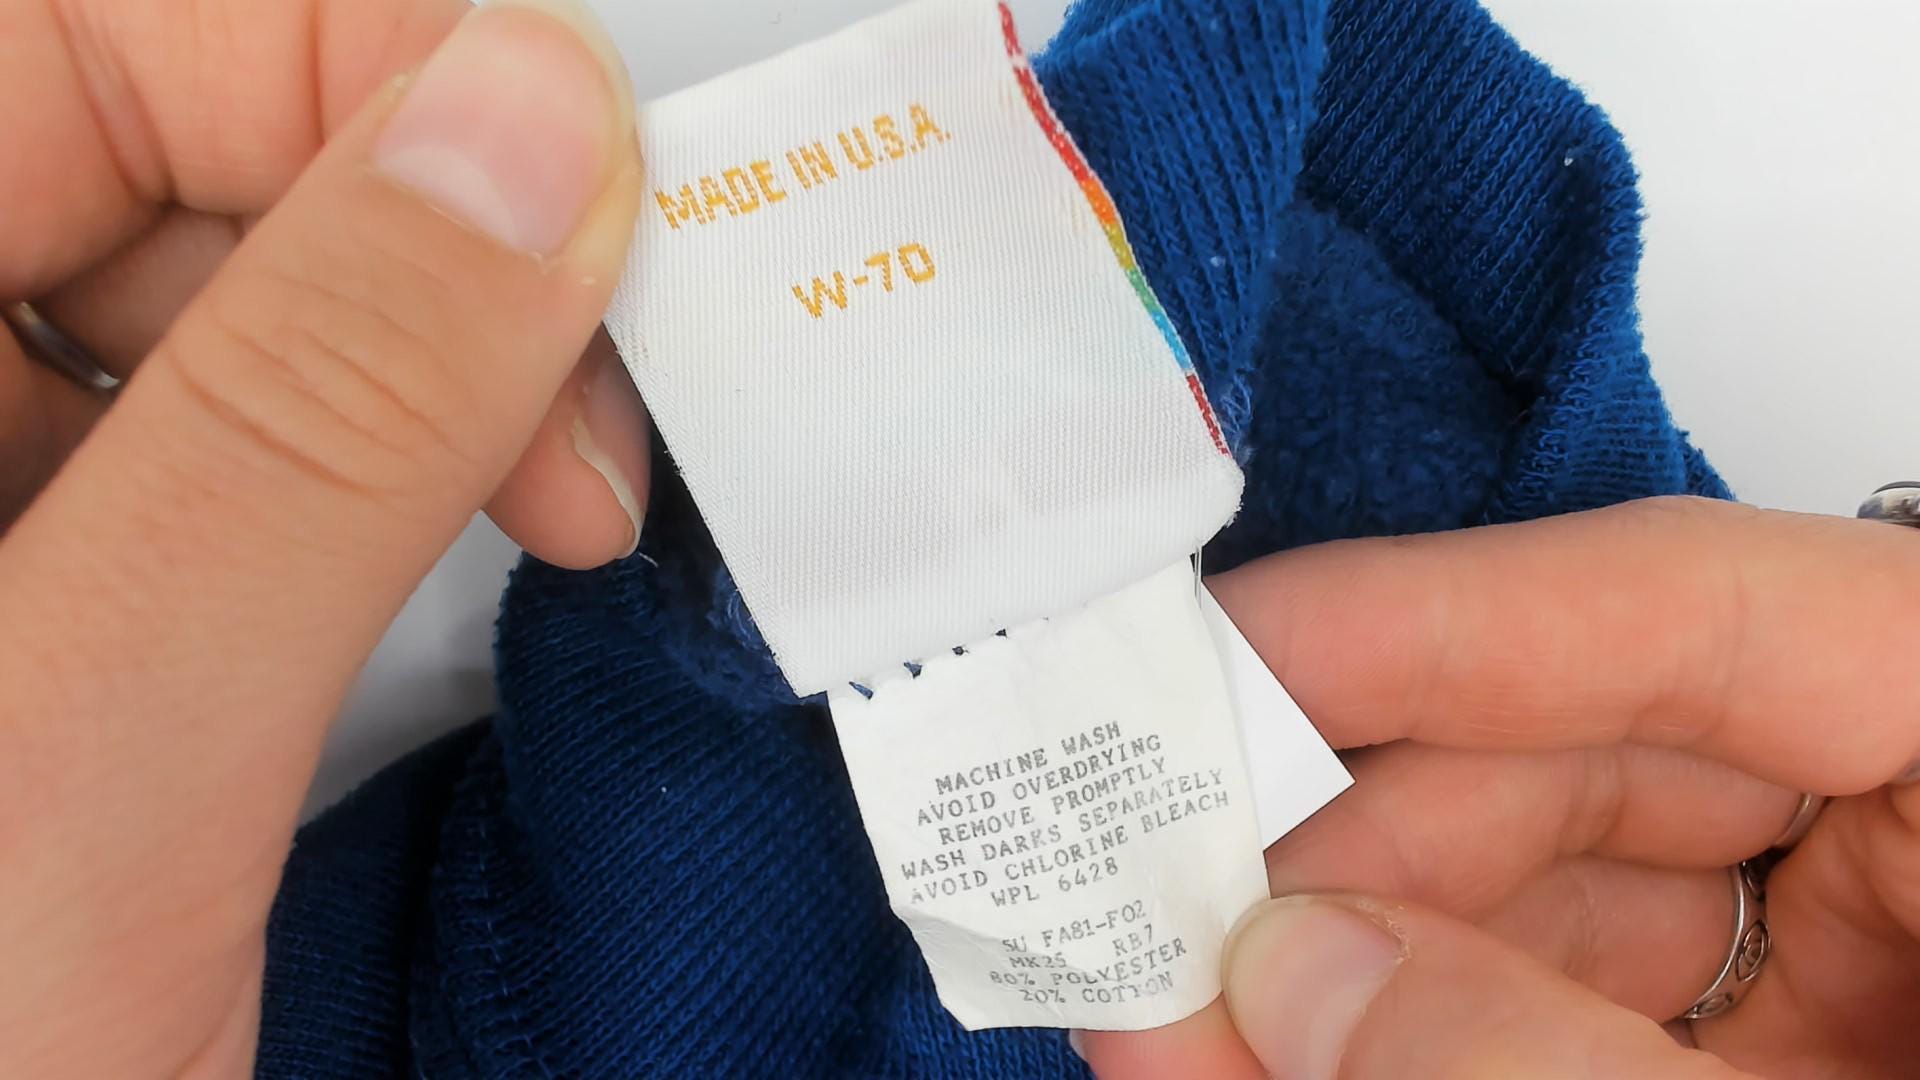 MADE IN U.S.A.
W-70
MACHINE WASH
AVOID OVERDRYING
REMOVE PROMPTLY
WASH DARKS SEPARATELY
AVOID CHLORINE BLEACH
WPL 6428
SU FA81-F02
MK25 RB7
80% POLYESTER
20% COTTON